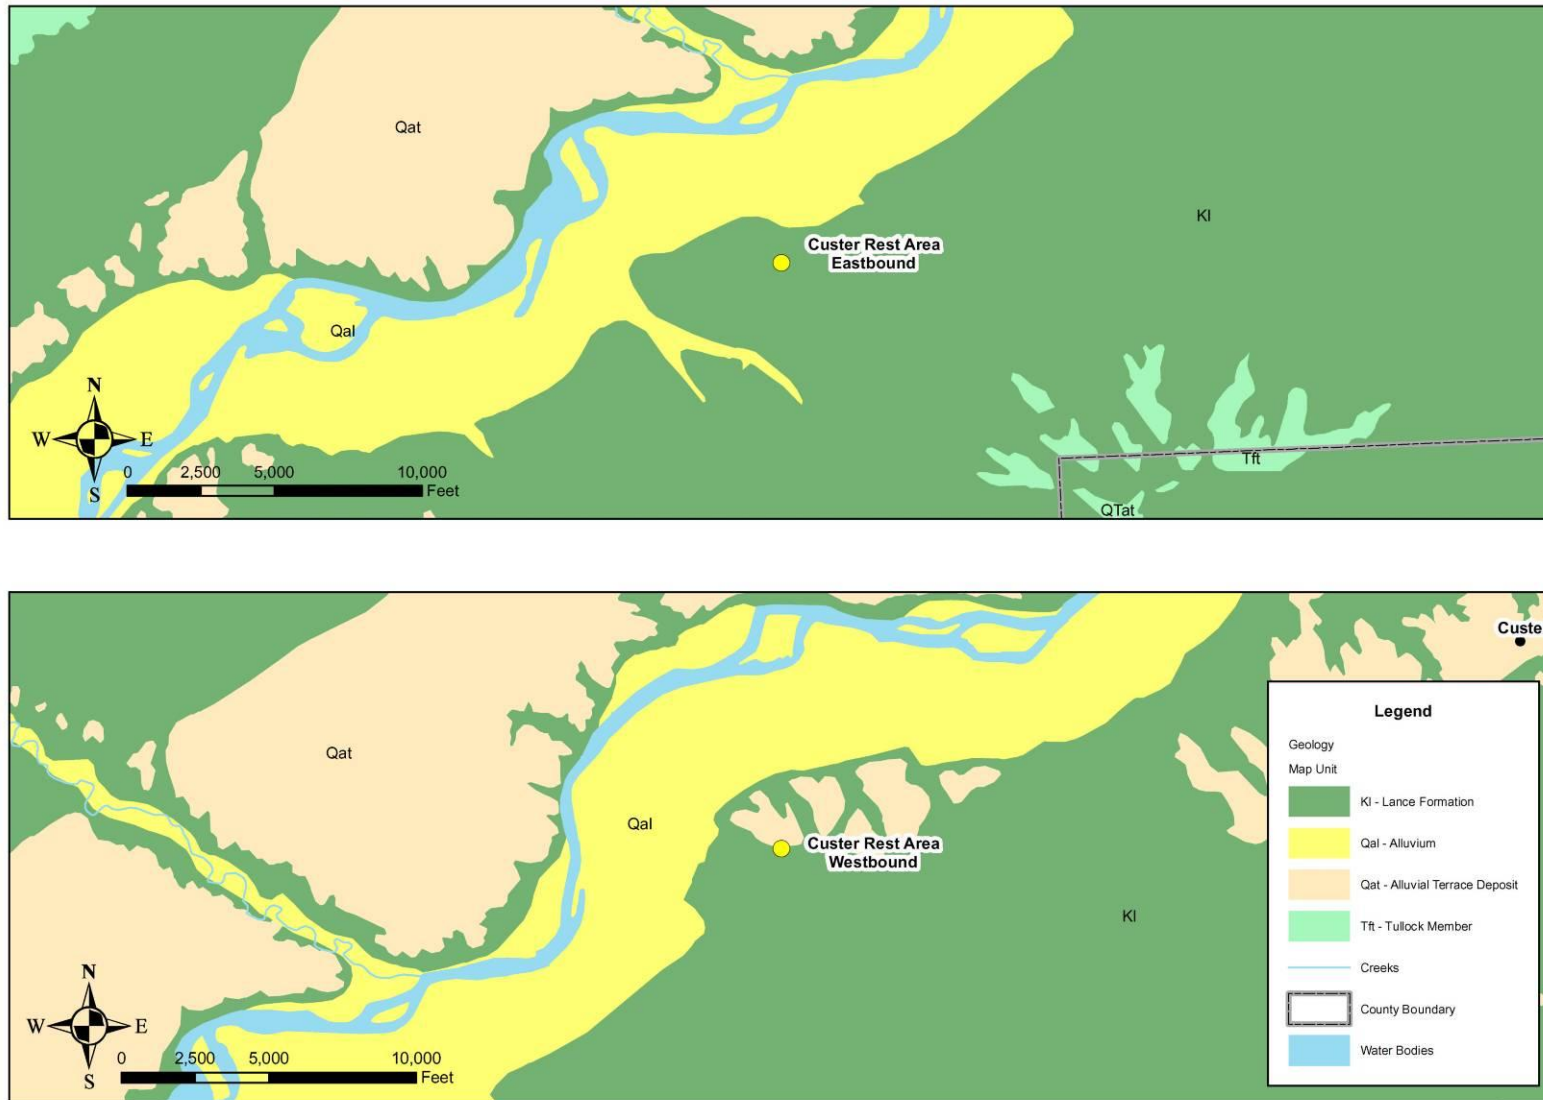 Qat
Kl
Custer Rest Area
Eastbound
Qal
N
W E
S
0 2,500 5,000 10,000
Feet
Tft
QTat
Custe
Qat
Qal
Custer Rest Area
Westbound
Kl
N
W E
S
0 2,500 5,000 10,000
Feet
Legend
Geology
Map Unit
Kl - Lance Formation
Qal - Alluvium
Qat - Alluvial Terrace Deposit
Tft - Tullock Member
Creeks
County Boundary
Water Bodies